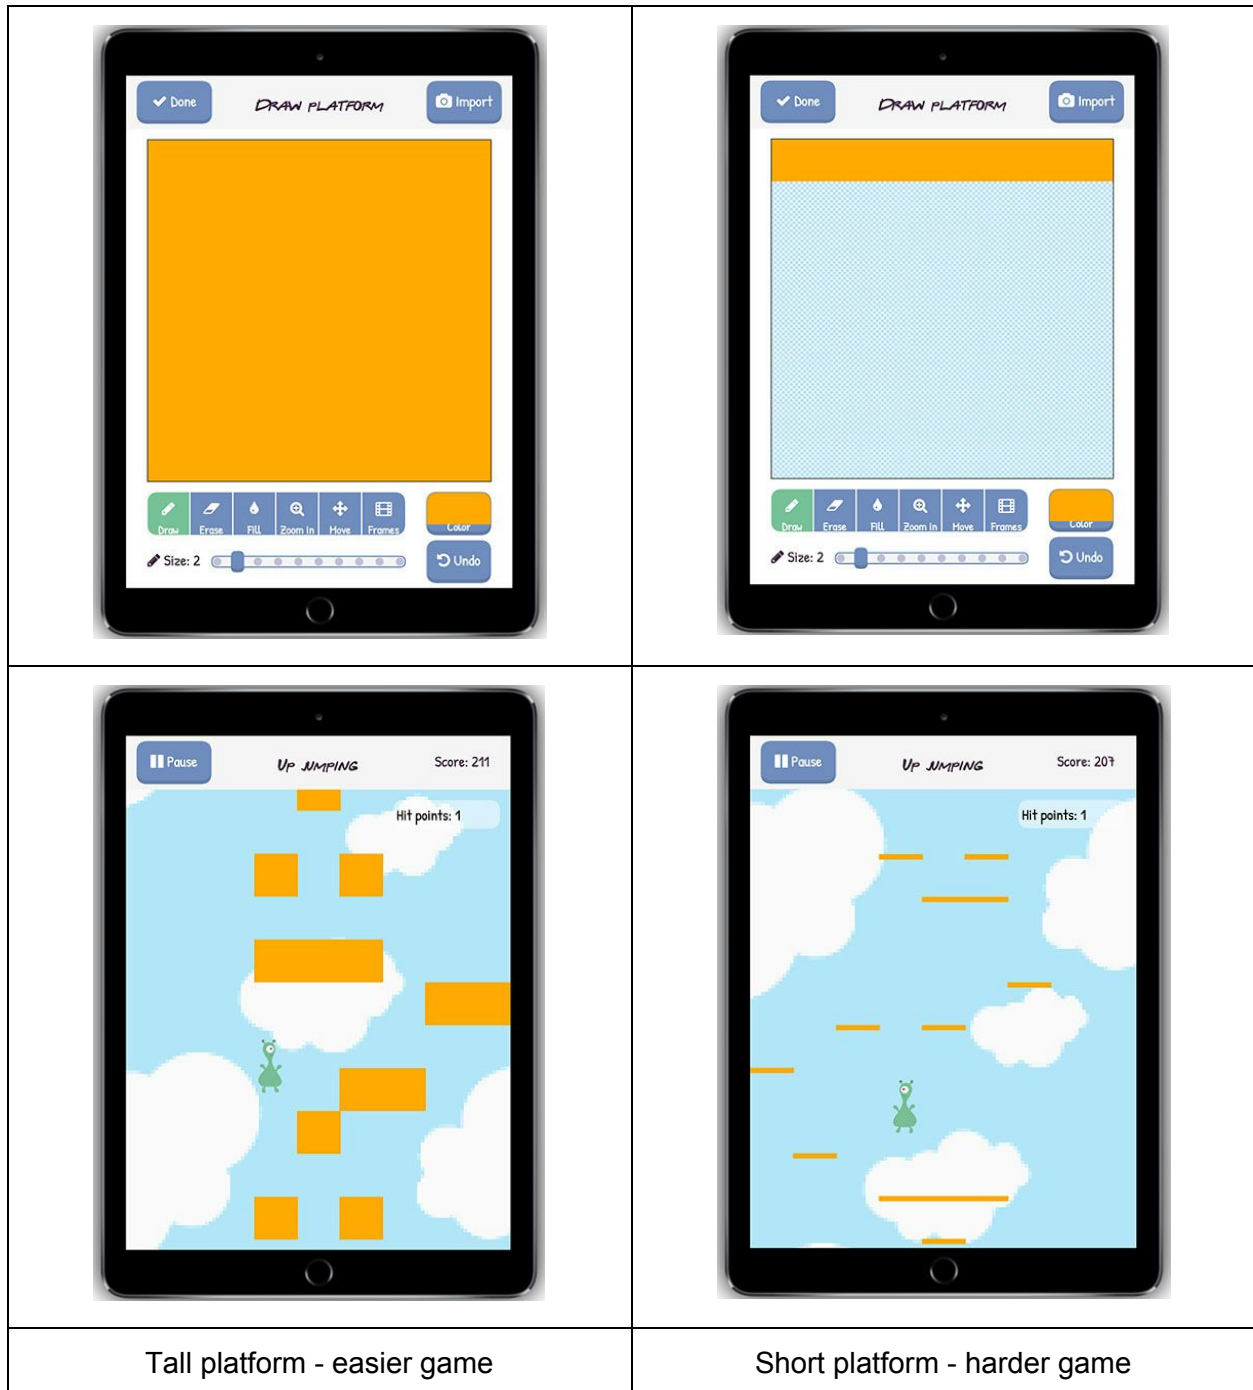 Done
DRAW PLATFORM
Import
Draw
Erase
Fill
Zoom In
Move
Frames
Color
Size: 2
Undo
Done
DRAW PLATFORM
Import
Draw
Erase
Fill
Zoom In
Move
Frames
Color
Size: 2
Undo
Pause
UP JUMPING
Score: 211
Hit points: 1
Pause
UP JUMPING
Score: 207
Hit points: 1
Tall platform - easier game
Short platform - harder game